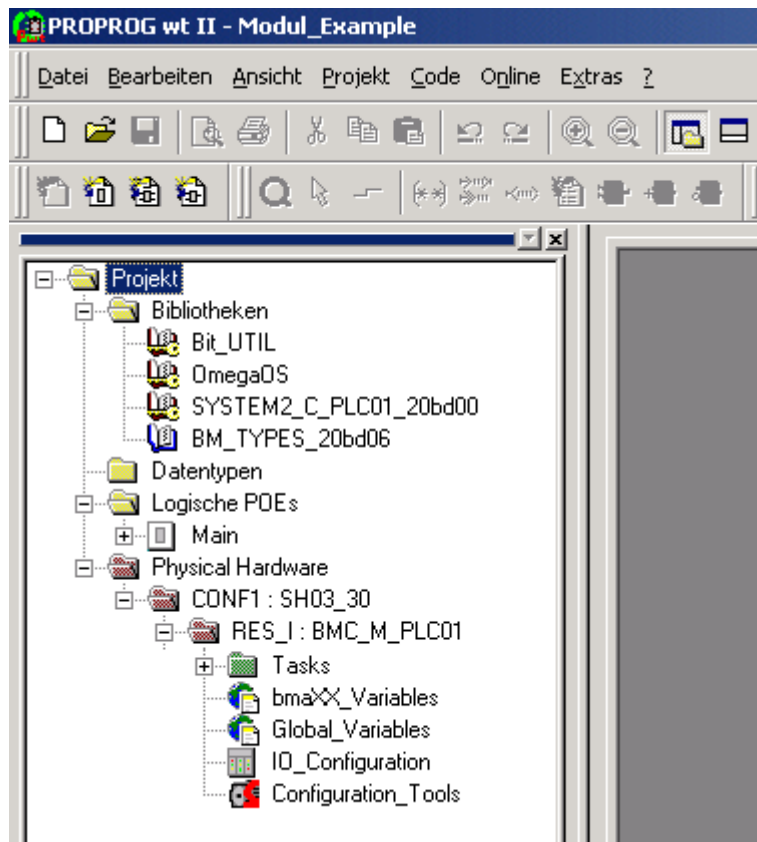 PROPROG wt II - Modul_Example
Datei Bearbeiten Ansicht Projekt Code Online Extras ?
Projekt
Bibliotheken
Bit_UTIL
OmegaOS
SYSTEM2_C_PLC01_20bd00
BM_TYPES_20bd06
Datentypen
Logische POEs
Main
Physical Hardware
CONF1 : SH03_30
RES_I : BMC_M_PLC01
Tasks
bmaXX_Variables
Global_Variables
IO_Configuration
Configuration_Tools